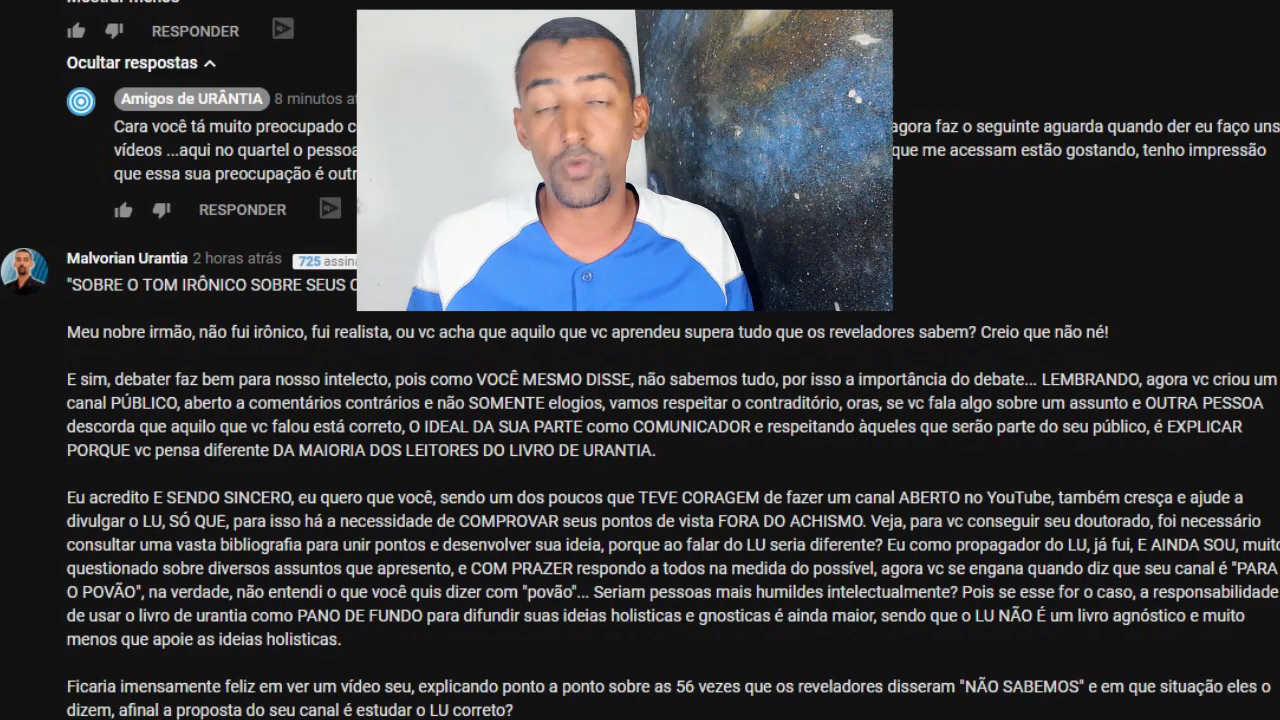 Mostrar menos
RESPONDER
Ocultar respostas
Amigos de URÂNTIA 8 minutos at
Cara você tá muito preocupado c agora faz o seguinte aguarda quando der eu faço uns
vídeos ...aqui no quartel o pessoa que me acessam estão gostando, tenho impressão
que essa sua preocupação é outr
RESPONDER
Malvorian Urantia 2 horas atrás 725 assina
"SOBRE O TOM IRÔNICO SOBRE SEUS C
Meu nobre irmão, não fui irônico, fui realista, ou vc acha que aquilo que vc aprendeu supera tudo que os reveladores sabem? Creio que não né!
E sim, debater faz bem para nosso intelecto, pois como VOCÊ MESMO DISSE, não sabemos tudo, por isso a importância do debate... LEMBRANDO, agora vc criou um
canal PÚBLICO, aberto a comentários contrários e não SOMENTE elogios, vamos respeitar o contraditório, oras, se vc fala algo sobre um assunto e OUTRA PESSOA
descorda que aquilo que vc falou está correto, O IDEAL DA SUA PARTE como COMUNICADOR e respeitando àqueles que serão parte do seu público, é EXPLICAR
PORQUE vc pensa diferente DA MAIORIA DOS LEITORES DO LIVRO DE URANTIA.
Eu acredito E SENDO SINCERO, eu quero que você, sendo um dos poucos que TEVE CORAGEM de fazer um canal ABERTO no YouTube, também cresça e ajude a
divulgar o LU, SÓ QUE, para isso há a necessidade de COMPROVAR seus pontos de vista FORA DO ACHISMO. Veja, para vc conseguir seu doutorado, foi necessário
consultar uma vasta bibliografia para unir pontos e desenvolver sua ideia, porque ao falar do LU seria diferente? Eu como propagador do LU, já fui, E AINDA SOU, muito
questionado sobre diversos assuntos que apresento, e COM PRAZER respondo a todos na medida do possível, agora vc se engana quando diz que seu canal é "PARA
O POVÃO", na verdade, não entendi o que você quis dizer com "povão"... Seriam pessoas mais humildes intelectualmente? Pois se esse for o caso, a responsabilidade
de usar o livro de urantia como PANO DE FUNDO para difundir suas ideias holisticas e gnosticas é ainda maior, sendo que o LU NÃO É um livro agnóstico e muito
menos que apoie as ideias holisticas.
Ficaria imensamente feliz em ver um vídeo seu, explicando ponto a ponto sobre as 56 vezes que os reveladores disseram "NÃO SABEMOS" e em que situação eles o
dizem, afinal a proposta do seu canal é estudar o LU correto?